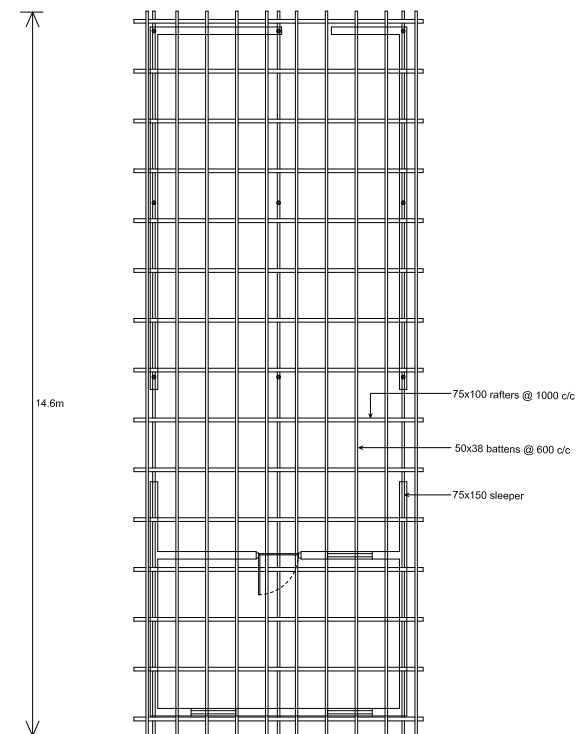 75x100 rafters @ 1000 c/c
14.6m
50x38 battens @ 600 c/c
75x150 sleeper